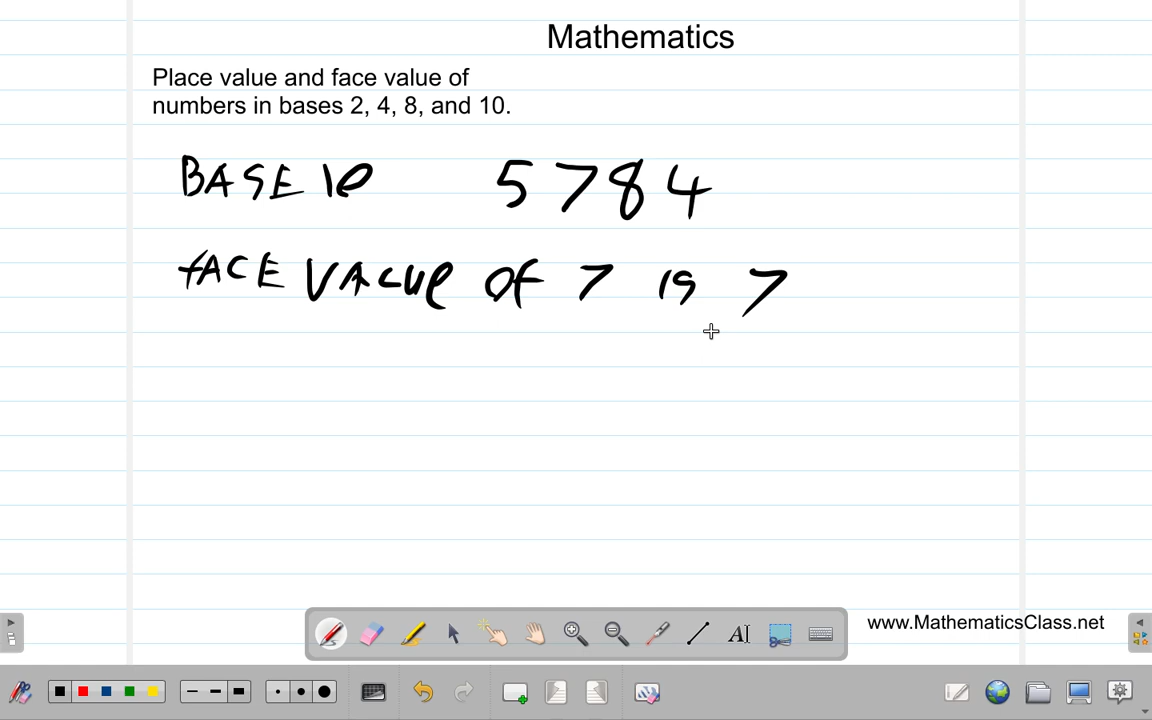 Mathematics
Place value and face value of
numbers in bases 2, 4, 8, and 10.
BASE 10 5784
fACE VALUe Of 7 is 7
www.MathematicsClass.net